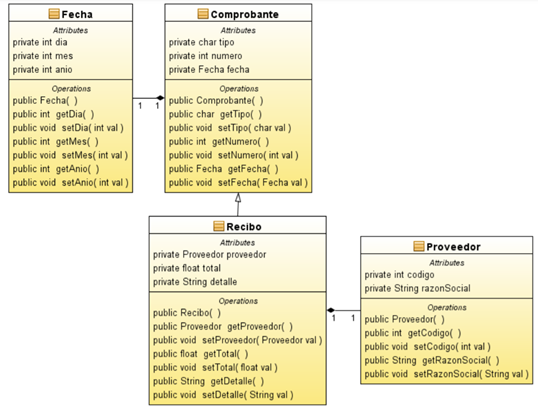 Fecha
Attributes
private int dia
private int mes
private int anio
Operations
public Fecha( )
public int getDia( )
public void setDia( int val )
public int getMes( )
public void setMes( int val )
public int getAnio( )
public void setAnio( int val )
1 1
Comprobante
Attributes
private char tipo
private int numero
private Fecha fecha
Operations
public Comprobante( )
public char getTipo( )
public void setTipo( char val )
public int getNumero( )
public void setNumero( int val )
public Fecha getFecha( )
public void setFecha( Fecha val )
Recibo
Attributes
private Proveedor proveedor
private float total
private String detalle
Operations
public Recibo( )
public Proveedor getProveedor( )
public void setProveedor( Proveedor val )
public float getTotal( )
public void setTotal( float val )
public String getDetalle( )
public void setDetalle( String val )
1 1
Proveedor
Attributes
private int codigo
private String razonSocial
Operations
public Proveedor( )
public int getCodigo( )
public void setCodigo( int val )
public String getRazonSocial( )
public void setRazonSocial( String val )